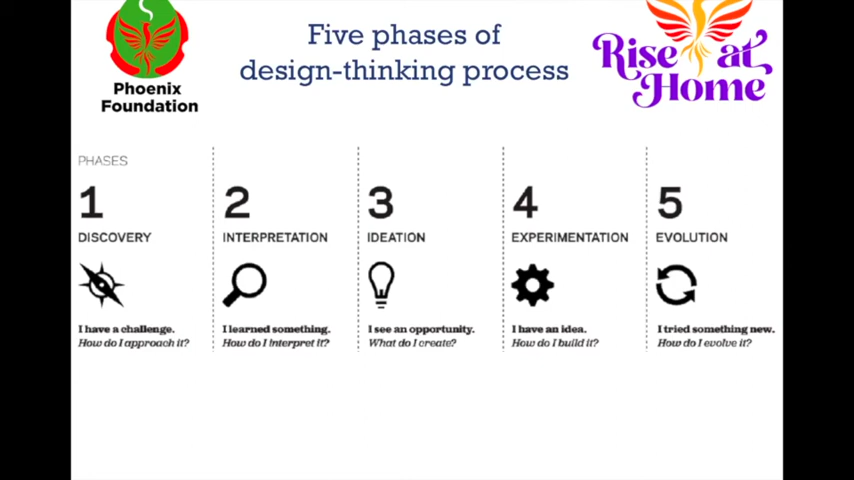 Phoenix
Foundation
Five phases of
design-thinking process
Rise at
Home
PHASES
1
DISCOVERY
I have a challenge.
How do I approach it?
2
INTERPRETATION
I learned something.
How do I interpret it?
3
IDEATION
I see an opportunity.
What do I create?
4
EXPERIMENTATION
I have an idea.
How do I build it?
5
EVOLUTION
I tried something new.
How do I evolve it?